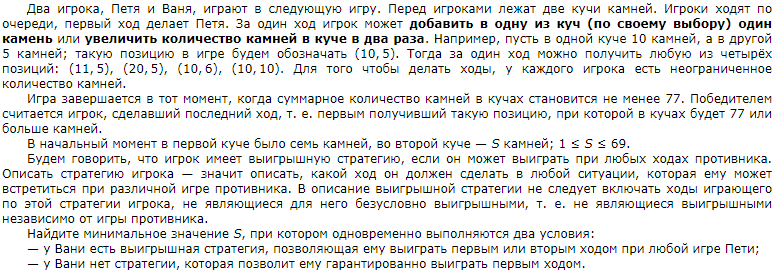 Два игрока, Петя и Ваня, играют в следующую игру. Перед игроками лежат две кучи камней. Игроки ходят по
очереди, первый ход делает Петя. За один ход игрок может добавить в одну из куч (по своему выбору) один
камень или увеличить количество камней в куче в два раза. Например, пусть в одной куче 10 камней, а в другой
5 камней; такую позицию в игре будем обозначать (10, 5). Тогда за один ход можно получить любую из четырёх
позиций: (11, 5), (20, 5), (10, 6), (10, 10). Для того чтобы делать ходы, у каждого игрока есть неограниченное
количество камней.
Игра завершается в тот момент, когда суммарное количество камней в кучах становится не менее 77. Победителем
считается игрок, сделавший последний ход, т. е. первым получивший такую позицию, при которой в кучах будет 77 или
больше камней.
В начальный момент в первой куче было семь камней, во второй куче — S камней; 1 ≤ S ≤ 69.
Будем говорить, что игрок имеет выигрышную стратегию, если он может выиграть при любых ходах противника.
Описать стратегию игрока — значит описать, какой ход он должен сделать в любой ситуации, которая ему может
встретиться при различной игре противника. В описание выигрышной стратегии не следует включать ходы играющего
по этой стратегии игрока, не являющиеся для него безусловно выигрышными, т. е. не являющиеся выигрышными
независимо от игры противника.
Найдите минимальное значение S, при котором одновременно выполняются два условия:
— у Вани есть выигрышная стратегия, позволяющая ему выиграть первым или вторым ходом при любой игре Пети;
— у Вани нет стратегии, которая позволит ему гарантированно выиграть первым ходом.